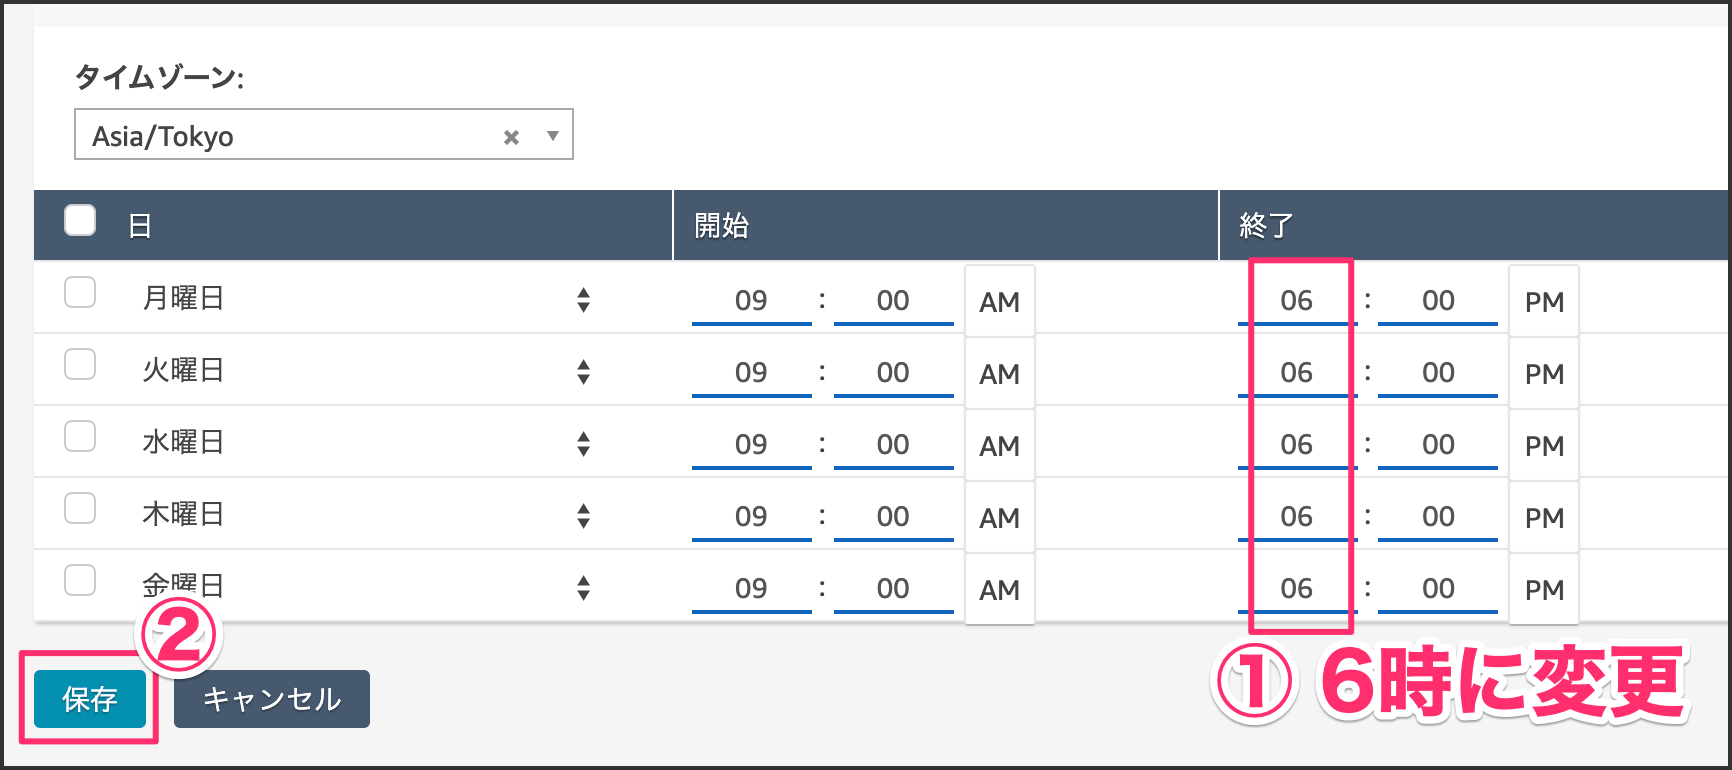 タイムゾーン:
Asia/Tokyo
日 開始 終了
月曜日 09 : 00 AM 06 : 00 PM
火曜日 09 : 00 AM 06 : 00 PM
水曜日 09 : 00 AM 06 : 00 PM
木曜日 09 : 00 AM 06 : 00 PM
金曜日 09 : 00 AM 06 : 00 PM
① 6時に変更
②
保存 キャンセル